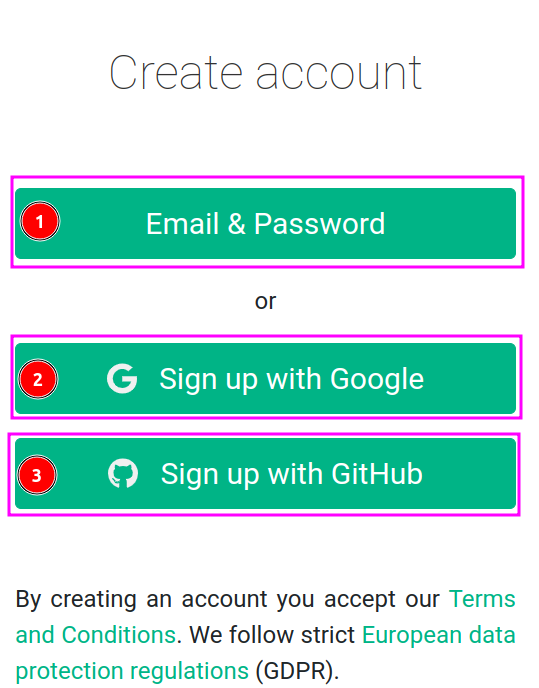 Create account
1
Email & Password
or
2
Sign up with Google
3
Sign up with GitHub
By creating an account you accept our Terms
and Conditions. We follow strict European data
protection regulations (GDPR).